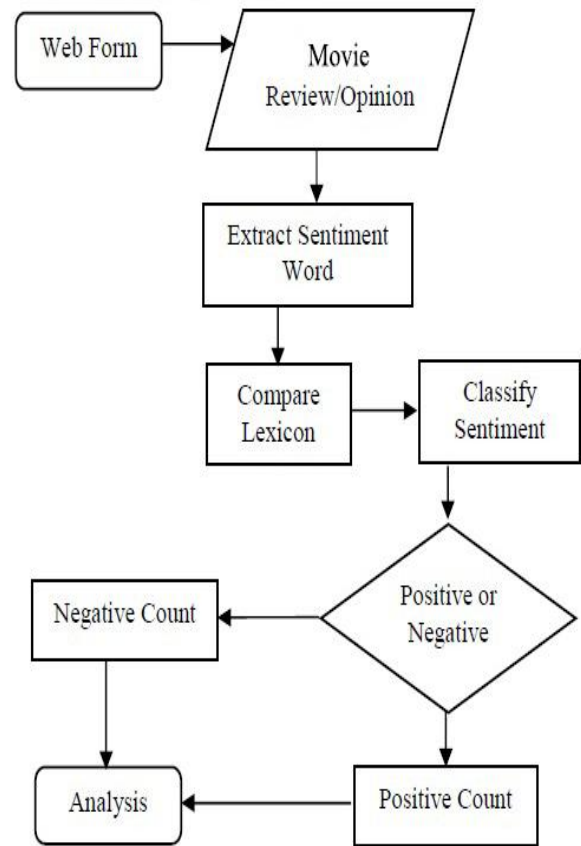 Web Form
Movie
Review/Opinion
Extract Sentiment
Word
Compare
Lexicon
Classify
Sentiment
Positive or
Negative
Negative Count
Positive Count
Analysis